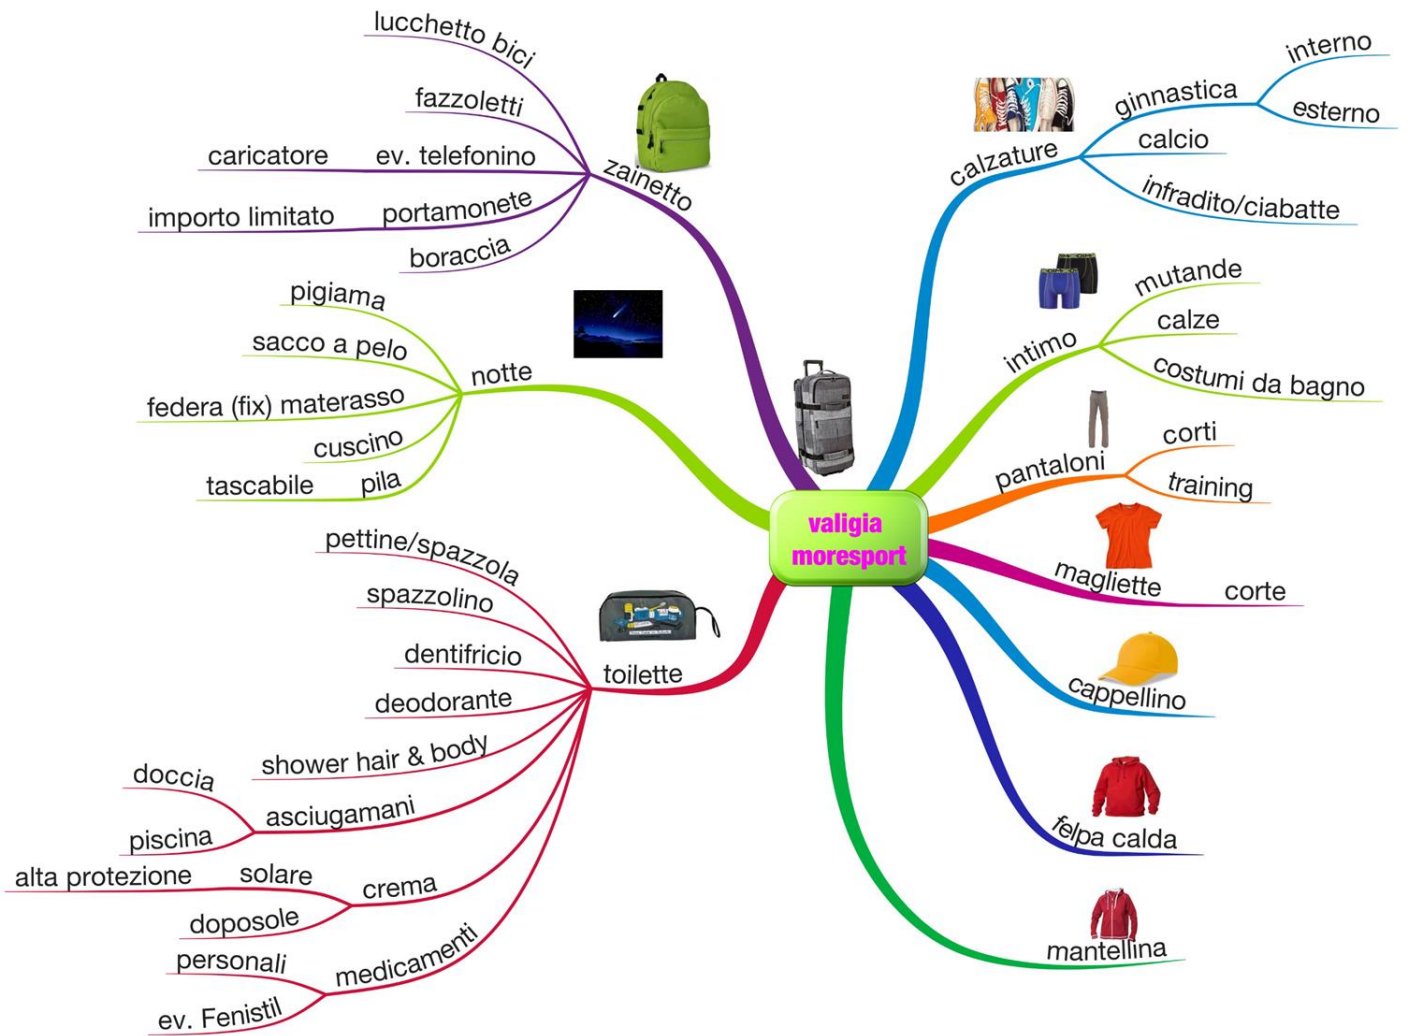 valigia
moresport
lucchetto bici
fazzoletti
caricatore
ev. telefonino
importo limitato
portamonete
boraccia
zainetto
pigiama
sacco a pelo
federa (fix) materasso
cuscino
tascabile
pila
notte
pettine/spazzola
spazzolino
dentifricio
deodorante
shower hair & body
doccia
piscina
asciugamani
alta protezione
solare
doposole
crema
personali
ev. Fenistil
medicamenti
toilette
calzature
ginnastica
interno
esterno
calcio
infradito/ciabatte
intimo
mutande
calze
costumi da bagno
pantaloni
corti
training
magliette
corte
cappellino
felpa calda
mantellina